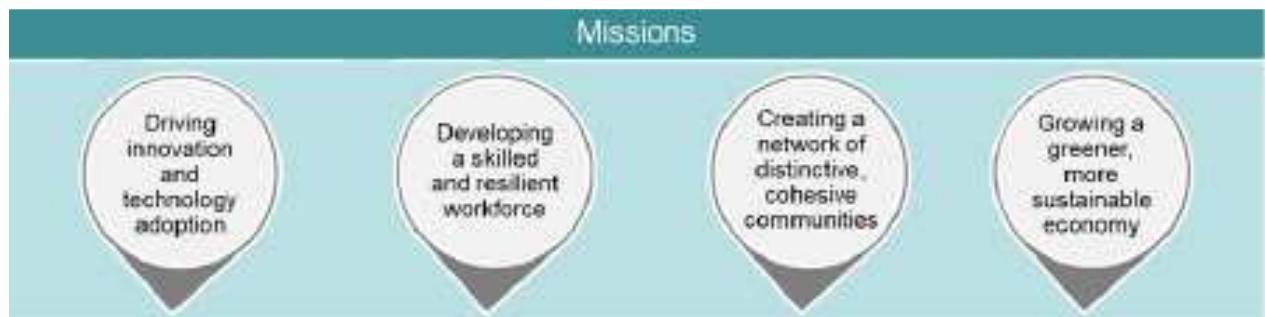 Missions
Driving
innovation
and
technology
adoption
Developing
a skilled
and resilient
workforce
Creating a
network of
distinctive,
cohesive
communities
Growing a
greener,
more
sustainable
economy